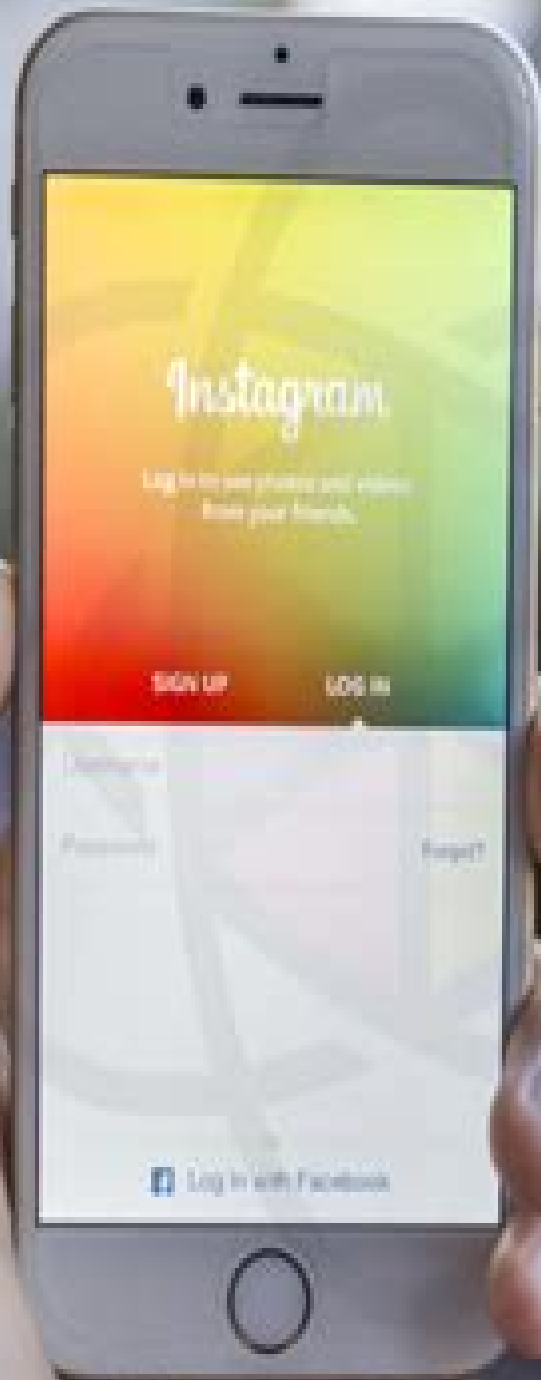 Instagram
Log in to see photos and videos
from your friends.
SIGN UP
LOG IN
Username
Password
Forgot?
Log In with Facebook